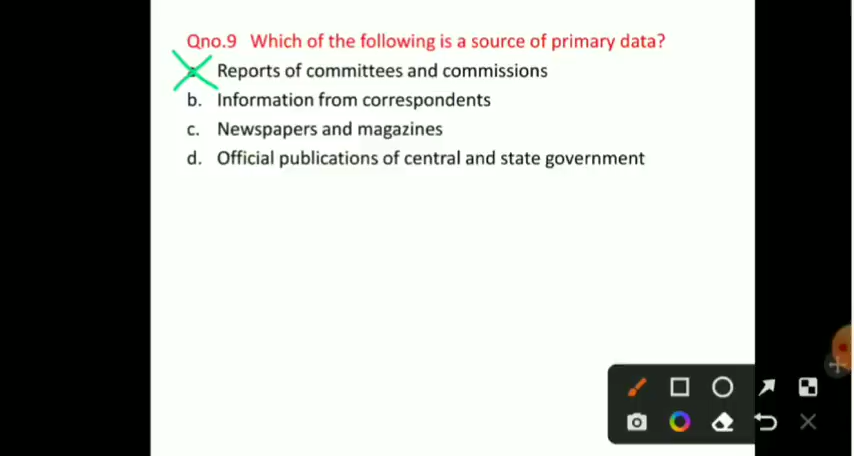 Qno.9 Which of the following is a source of primary data?
Reports of committees and commissions
b. Information from correspondents
c. Newspapers and magazines
d. Official publications of central and state government